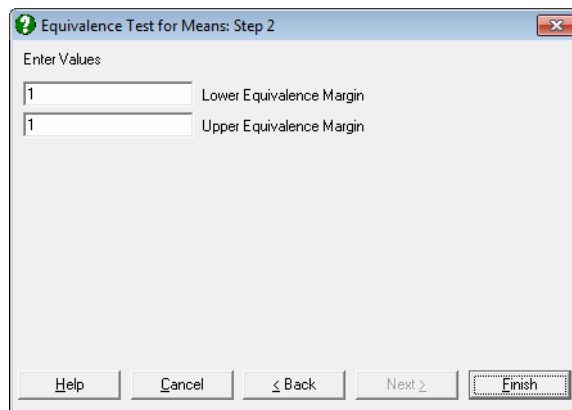 Equivalence Test for Means: Step 2
Enter Values
1 Lower Equivalence Margin
1 Upper Equivalence Margin
Help Cancel < Back Next > Finish